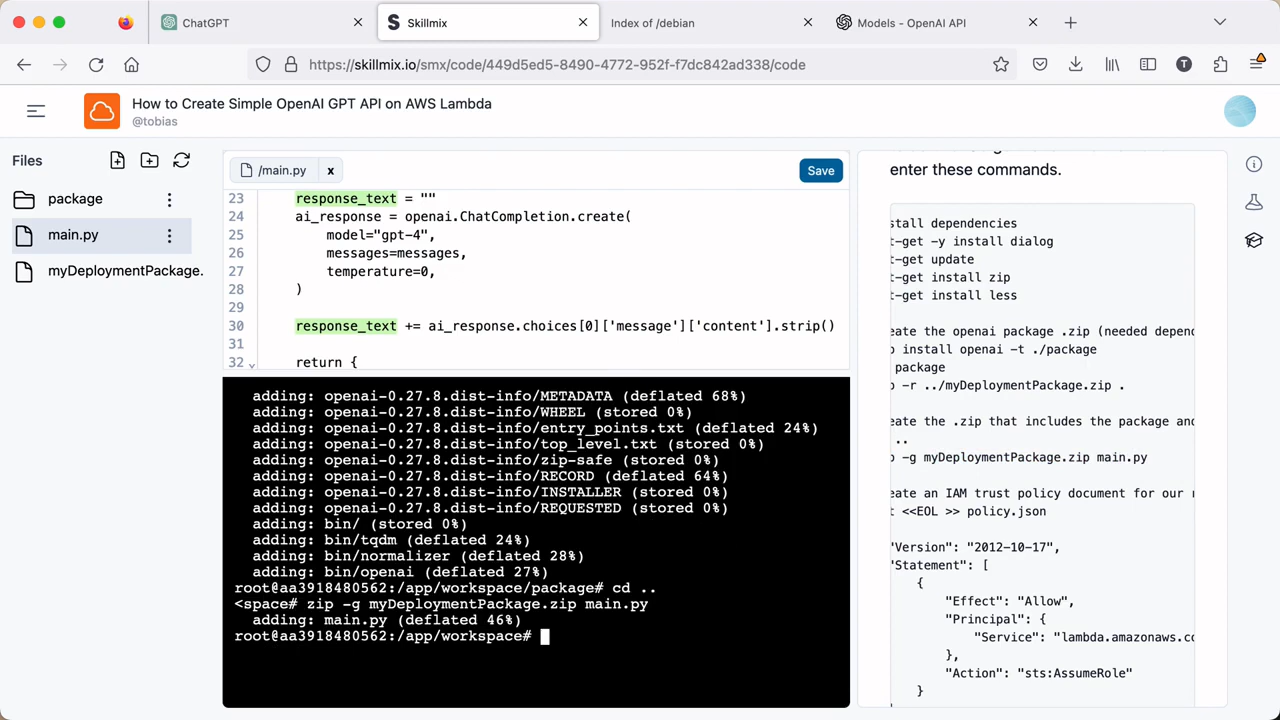 ChatGPT
Skillmix
Index of /debian
Models - OpenAI API
https://skillmix.io/smx/code/449d5ed5-8490-4772-952f-f7dc842ad338/code
T
How to Create Simple OpenAI GPT API on AWS Lambda
@tobias
Files
package
main.py
myDeploymentPackage.
/main.py x
Save
23 response_text = ""
24 ai_response = openai.ChatCompletion.create(
25 model="gpt-4",
26 messages=messages,
27 temperature=0,
28 )
29
30 response_text += ai_response.choices[0]['message']['content'].strip()
31
32 return {
adding: openai-0.27.8.dist-info/METADATA (deflated 68%)
adding: openai-0.27.8.dist-info/WHEEL (stored 0%)
adding: openai-0.27.8.dist-info/entry_points.txt (deflated 24%)
adding: openai-0.27.8.dist-info/top_level.txt (stored 0%)
adding: openai-0.27.8.dist-info/zip-safe (stored 0%)
adding: openai-0.27.8.dist-info/RECORD (deflated 64%)
adding: openai-0.27.8.dist-info/INSTALLER (stored 0%)
adding: openai-0.27.8.dist-info/REQUESTED (stored 0%)
adding: bin/ (stored 0%)
adding: bin/tqdm (deflated 24%)
adding: bin/normalizer (deflated 28%)
adding: bin/openai (deflated 27%)
root@aa3918480562:/app/workspace/package# cd ..
<space# zip -g myDeploymentPackage.zip main.py
adding: main.py (deflated 46%)
root@aa3918480562:/app/workspace#
enter these commands.
stall dependencies
t-get -y install dialog
t-get update
t-get install zip
t-get install less
eate the openai package .zip (needed depend
o install openai -t ./package
package
o -r ../myDeploymentPackage.zip .
eate the .zip that includes the package and
..
o -g myDeploymentPackage.zip main.py
eate an IAM trust policy document for our r
t <<EOL >> policy.json
"Version": "2012-10-17",
"Statement": [
{
"Effect": "Allow",
"Principal": {
"Service": "lambda.amazonaws.co
},
"Action": "sts:AssumeRole"
}